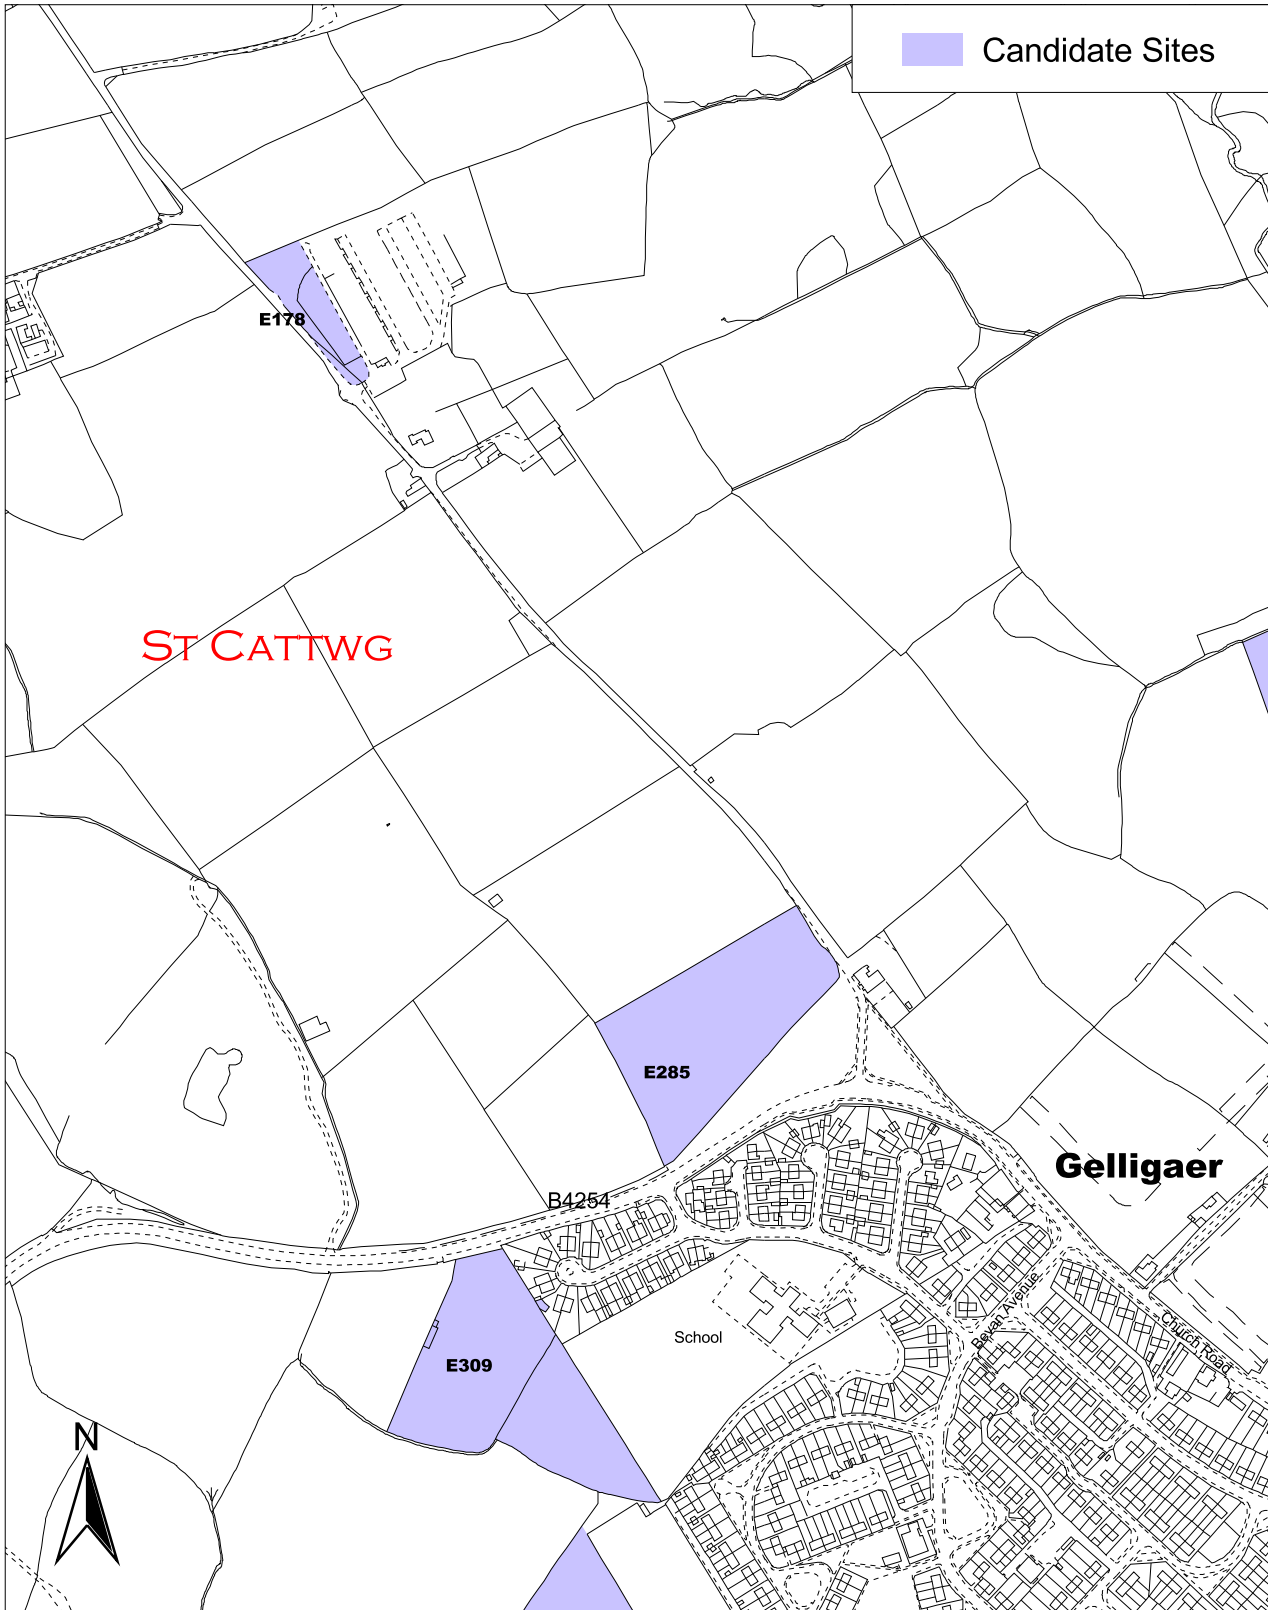 Candidate Sites
E178
ST CATTWG
E285
Gelligaer
B4254
Bevan Avenue
Church Road
School
E309
N